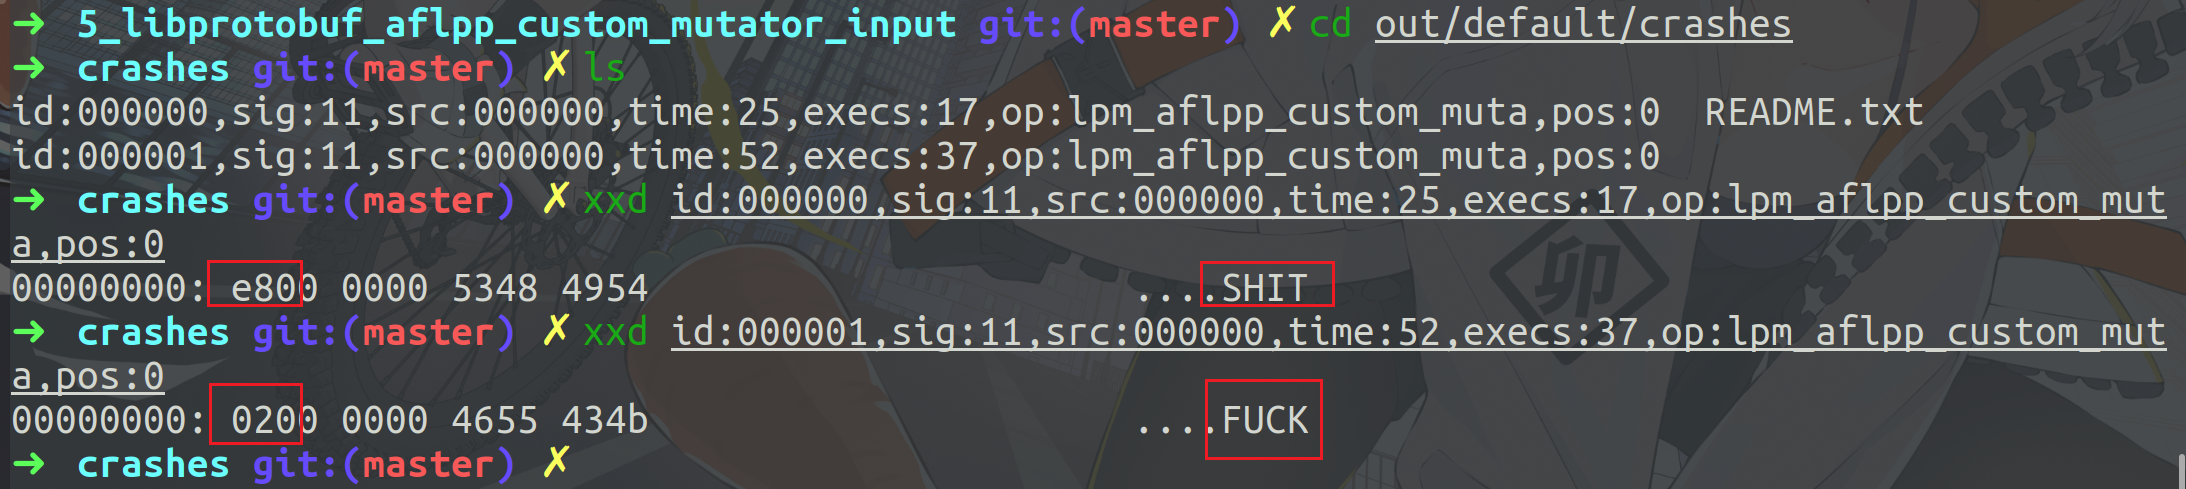 ➜ 5_libprotobuf_aflpp_custom_mutator_input git:(master) ✗ cd out/default/crashes
➜ crashes git:(master) ✗ ls
id:000000,sig:11,src:000000,time:25,execs:17,op:lpm_aflpp_custom_muta,pos:0 README.txt
id:000001,sig:11,src:000000,time:52,execs:37,op:lpm_aflpp_custom_muta,pos:0
➜ crashes git:(master) ✗ xxd id:000000,sig:11,src:000000,time:25,execs:17,op:lpm_aflpp_custom_mut
a,pos:0
00000000: e800 0000 5348 4954 ....SHIT
➜ crashes git:(master) ✗ xxd id:000001,sig:11,src:000000,time:52,execs:37,op:lpm_aflpp_custom_mut
a,pos:0
00000000: 0200 0000 4655 434b ....FUCK
➜ crashes git:(master) ✗
卯